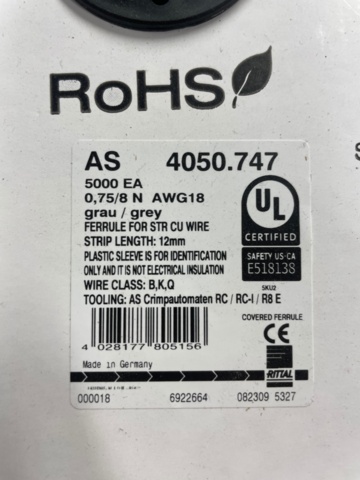 RoHS
AS 4050.747
5000 EA
0,75/8 N AWG18
grau / grey
FERRULE FOR STR CU WIRE
STRIP LENGTH: 12mm
PLASTIC SLEEVE IS FOR IDENTIFICATION
ONLY AND IT IS NOT ELECTRICAL INSULATION
WIRE CLASS: B,K,Q
TOOLING: AS Crimpautomaten RC / RC-I / R8 E
UL
CERTIFIED
SAFETY US-CA
E518138
5KU2
COVERED FERRULE
4 028177 805156
CE
RITTAL
Made in Germany
000018 6922664 082309 5327